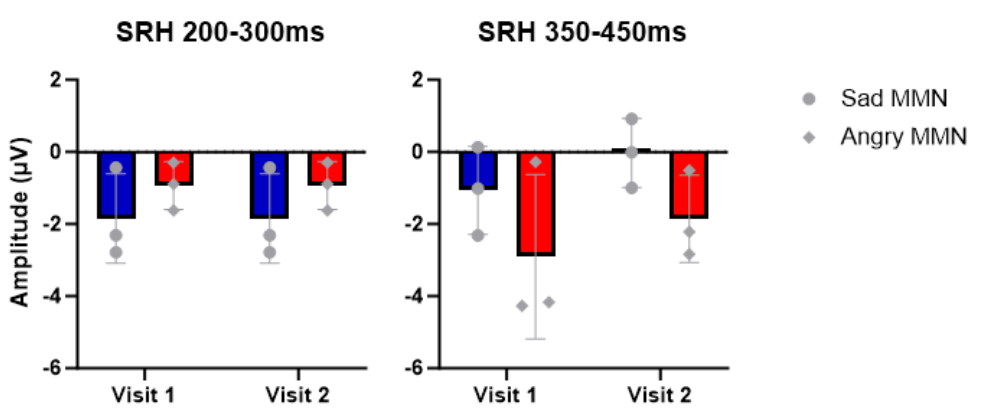 SRH 200-300ms
SRH 350-450ms
Amplitude (µV)
2
0
-2
-4
-6
Visit 1
Visit 2
2
0
-2
-4
-6
Visit 1
Visit 2
Sad MMN
Angry MMN